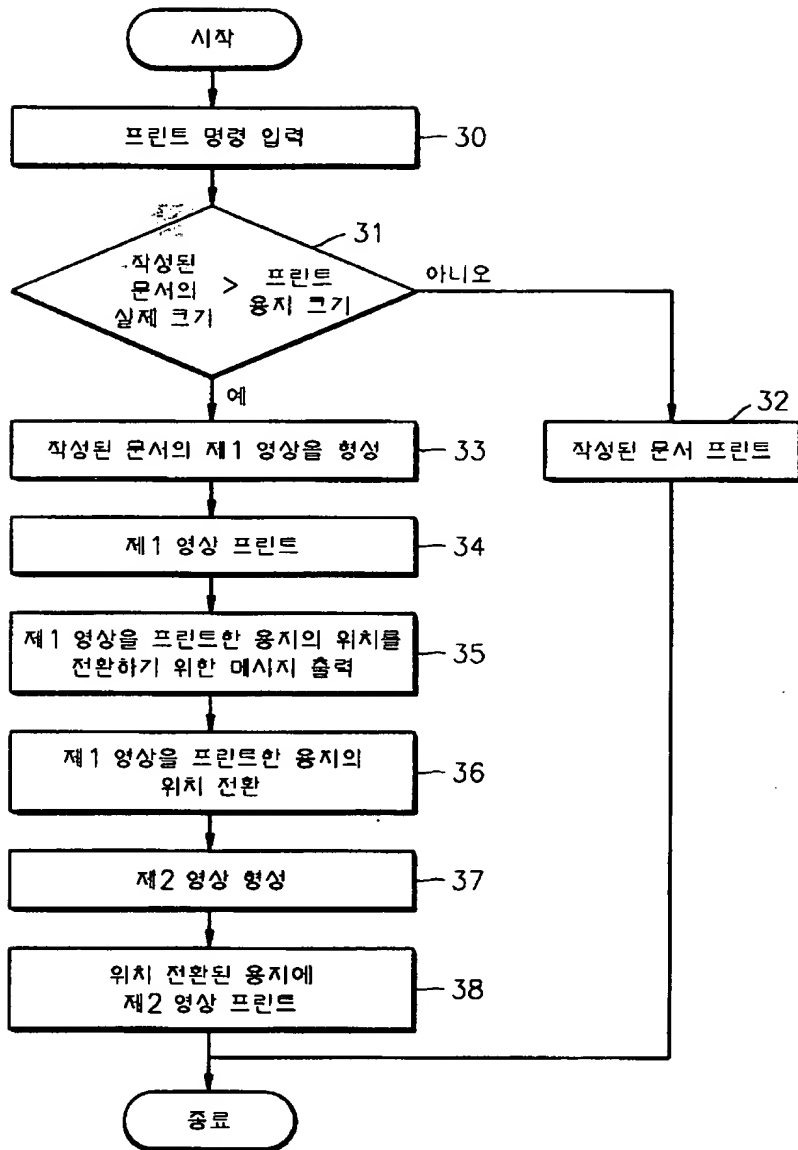 시작
프린트 명령 입력
30
31
작성된
문서의
실제 크기
>
프린트
용지 크기
아니오
예
작성된 문서의 제1 영상을 형성
33
32
작성된 문서 프린트
제1 영상 프린트
34
제1 영상을 프린트한 용지의 위치를
전환하기 위한 메시지 출력
35
제1 영상을 프린트한 용지의
위치 전환
36
제2 영상 형성
37
위치 전환된 용지에
제2 영상 프린트
38
종료